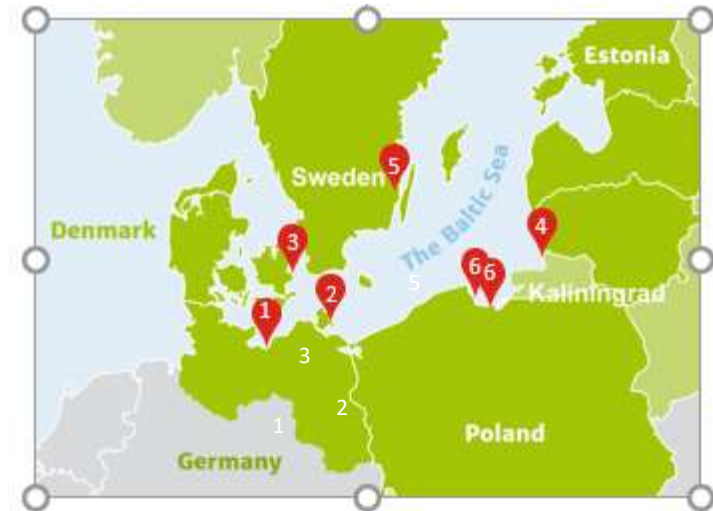 Estonia
5
Sweden
The Baltic Sea
Denmark
3
4
6
6
5
2
Kaliningrad
1
3
2
1
Poland
Germany